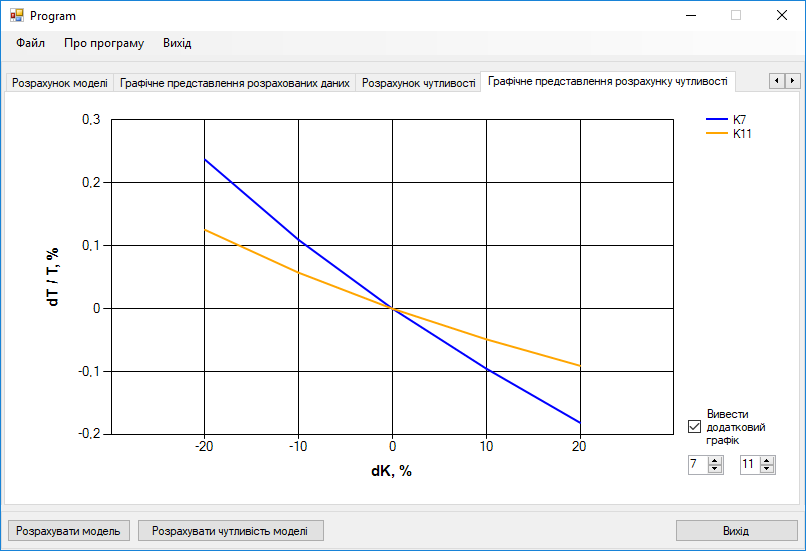 Program
Файл Про програму Вихід
Розрахунок моделі Графічне представлення розрахованих даних Розрахунок чутливості Графічне представлення розрахунку чутливості
0,3
0,2
0,1
0
-0,1
-0,2
dT / T, %
-20 -10 0 10 20
dK, %
K7
K11
Вивести
додатковий
графік
7 11
Розрахувати модель Розрахувати чутливість моделі Вихід